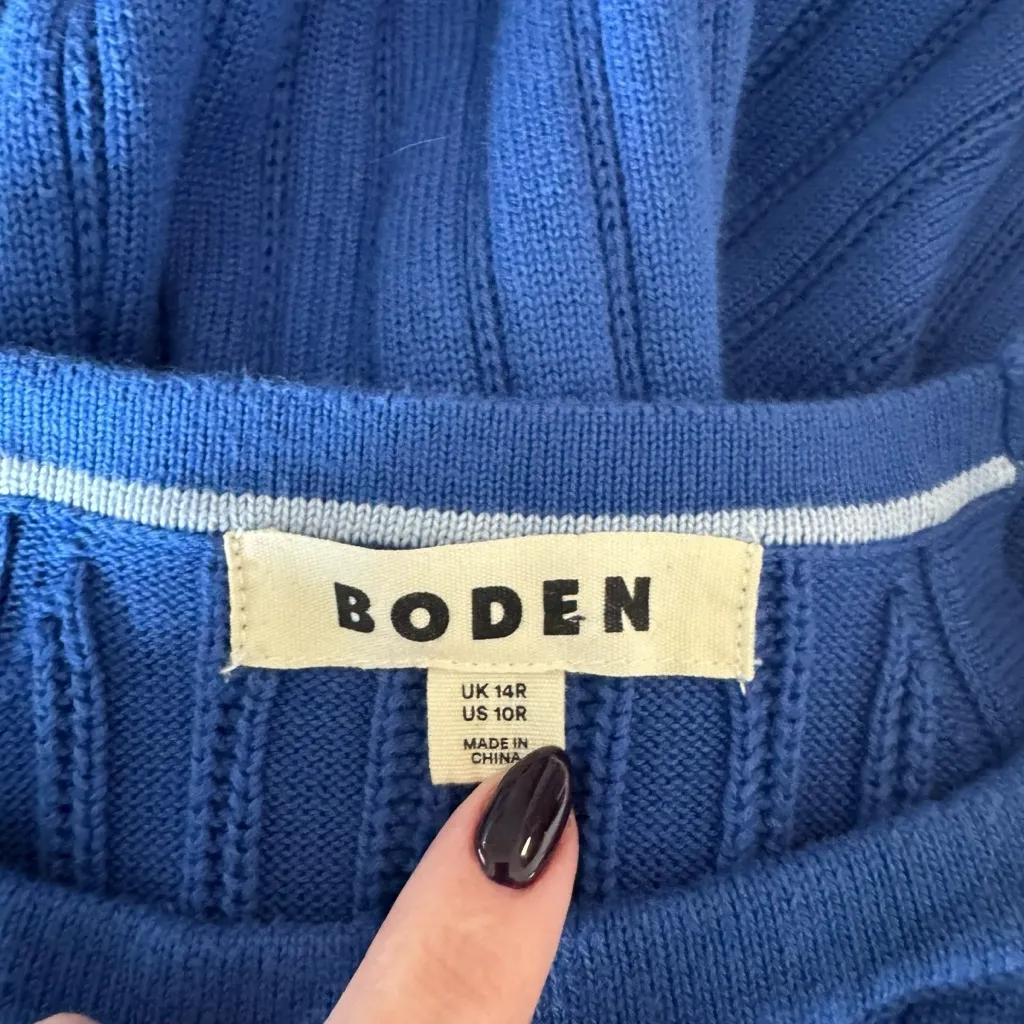 BODEN
UK 14R
US 10R
MADE IN
CHINA